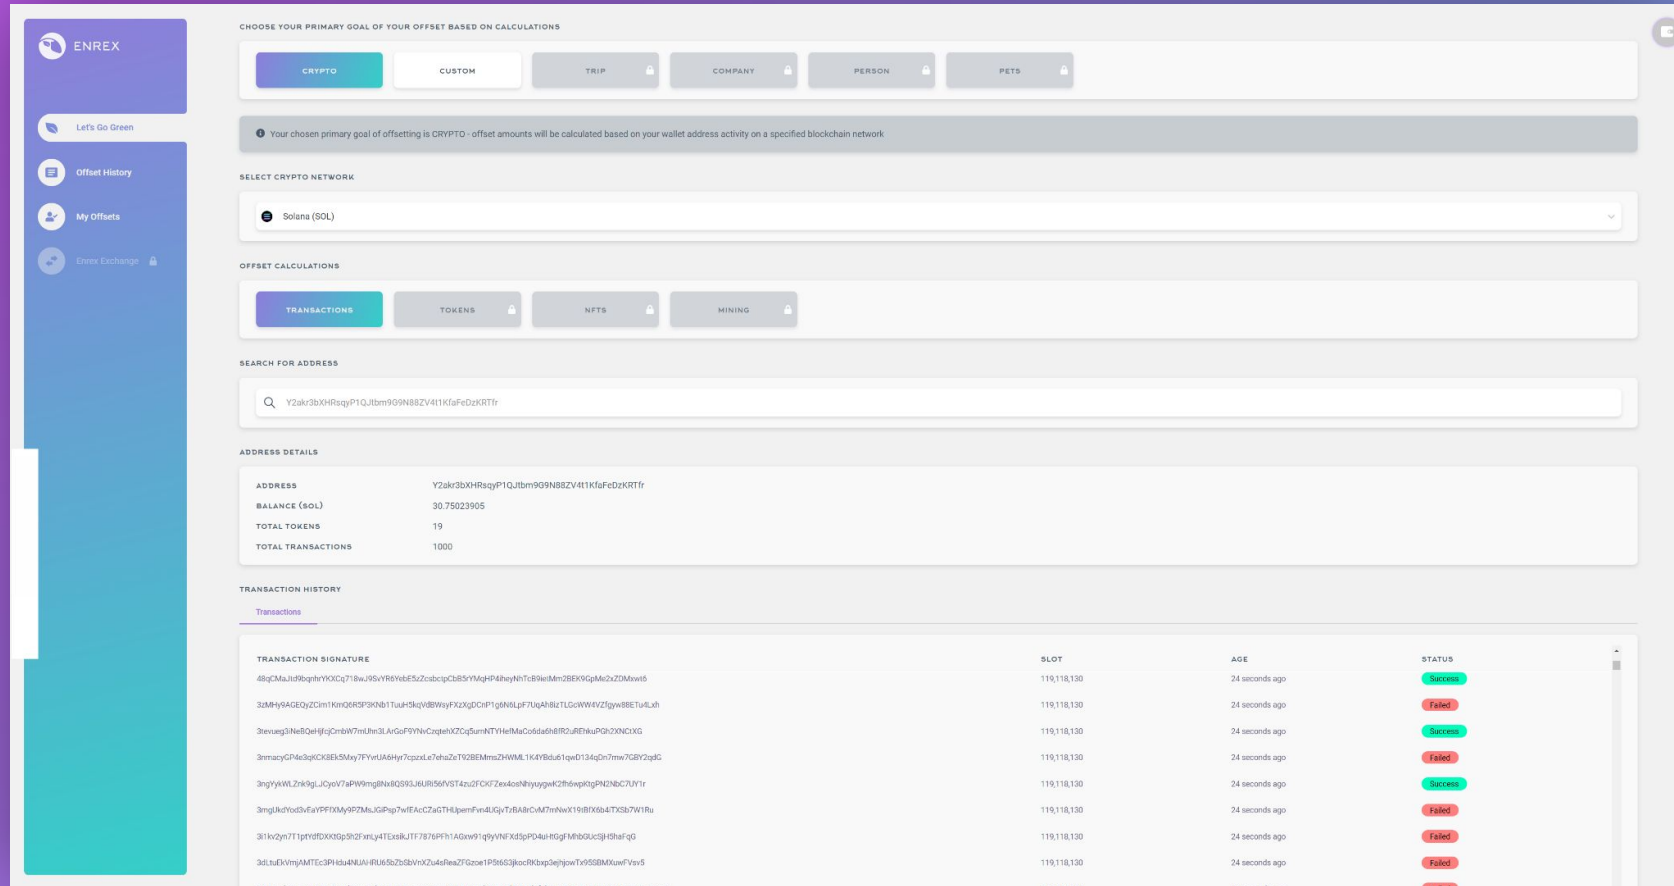 ENREX
Let's Go Green
Offset History
My Offsets
Enrex Exchange
CHOOSE YOUR PRIMARY GOAL OF YOUR OFFSET BASED ON CALCULATIONS
CRYPTO CUSTOM TRIP COMPANY PERSON PETS
Your chosen primary goal of offsetting is CRYPTO - offset amounts will be calculated based on your wallet address activity on a specified blockchain network
SELECT CRYPTO NETWORK
Solana (SOL)
OFFSET CALCULATIONS
TRANSACTIONS TOKENS NFTS MINING
SEARCH FOR ADDRESS
Y2akr3bXHRsqyP1QJtbm9G9N88ZV4t1KfaFeDzKRTfr
ADDRESS DETAILS
ADDRESS Y2akr3bXHRsqyP1QJtbm9G9N88ZV4t1KfaFeDzKRTfr
BALANCE (SOL) 30.75023905
TOTAL TOKENS 19
TOTAL TRANSACTIONS 1000
TRANSACTION HISTORY
Transactions
TRANSACTION SIGNATURE SLOT AGE STATUS
119,118,130 24 seconds ago Success
119,118,130 24 seconds ago Failed
119,118,130 24 seconds ago Success
119,118,130 24 seconds ago Failed
119,118,130 24 seconds ago Success
119,118,130 24 seconds ago Failed
119,118,130 24 seconds ago Failed
119,118,130 24 seconds ago Failed